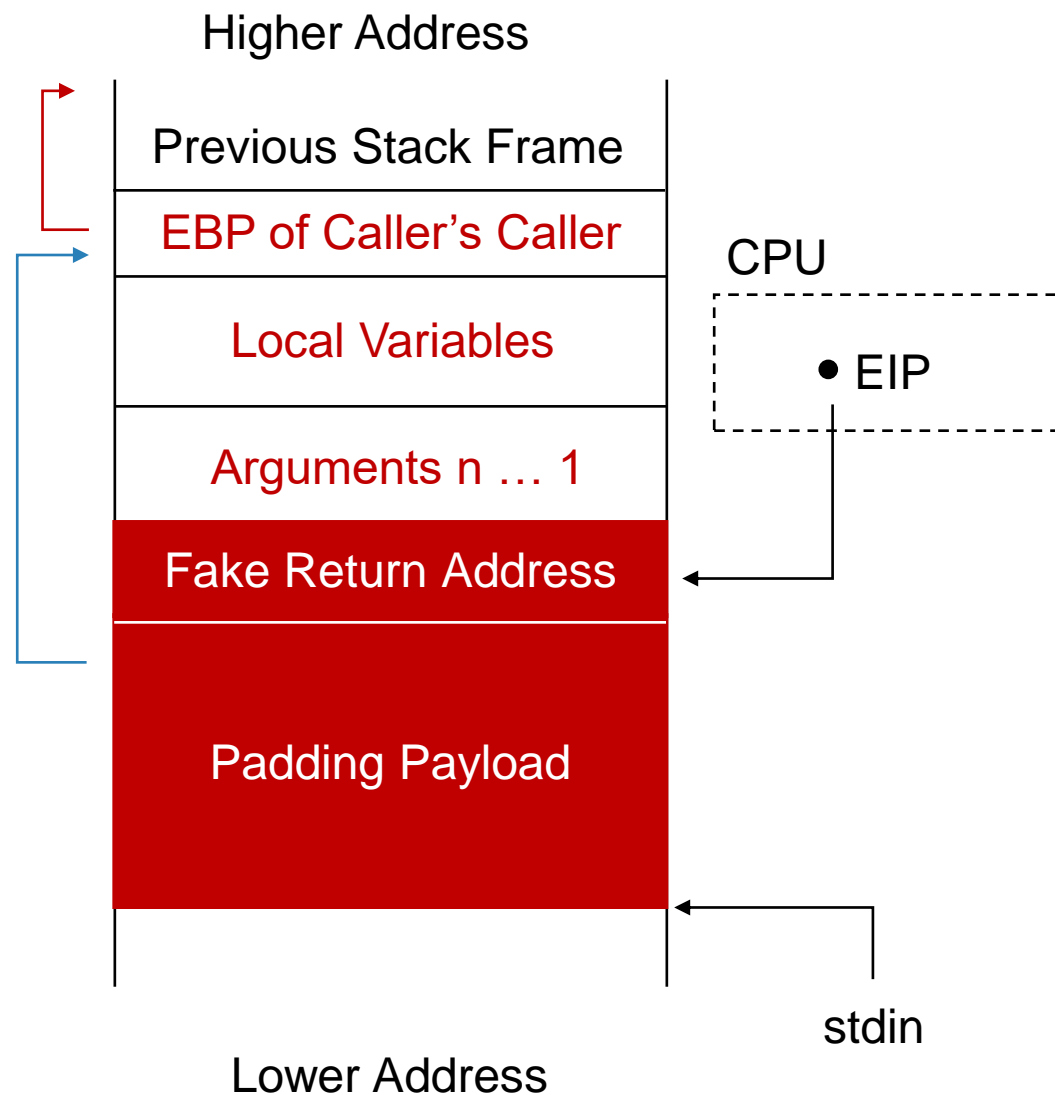 Higher Address
Previous Stack Frame
EBP of Caller’s Caller
CPU
Local Variables
EIP
Arguments n … 1
Fake Return Address
Padding Payload
stdin
Lower Address